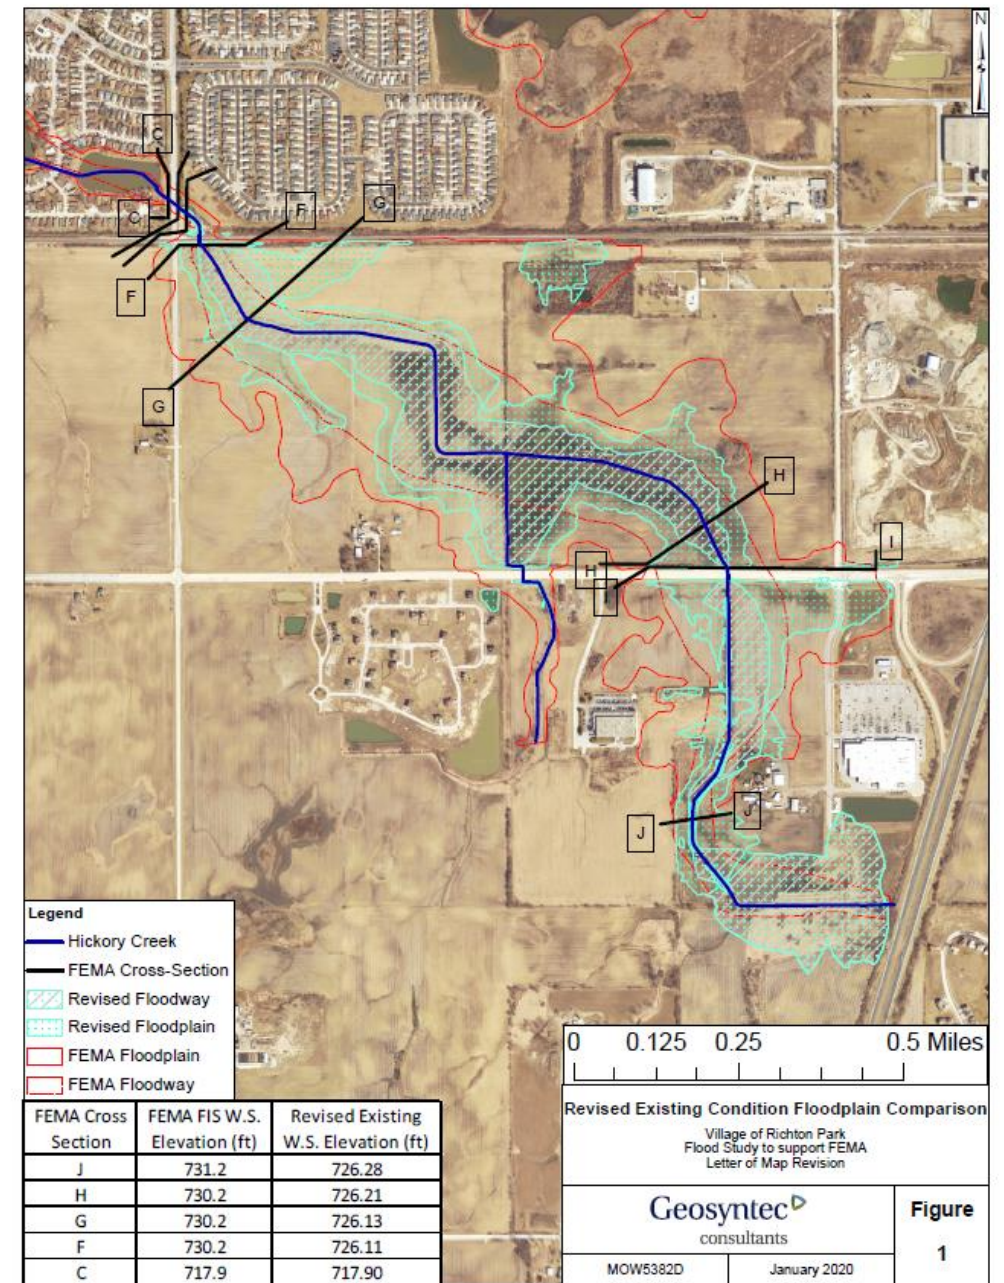 N
C
C
F
G
F
G
H
H
I
J
J
Legend
Hickory Creek
FEMA Cross-Section
Revised Floodway
Revised Floodplain
FEMA Floodplain
FEMA Floodway
FEMA Cross Section FEMA FIS W.S. Elevation (ft) Revised Existing W.S. Elevation (ft)
J 731.2 726.28
H 730.2 726.21
G 730.2 726.13
F 730.2 726.11
C 717.9 717.90
0 0.125 0.25 0.5 Miles
Revised Existing Condition Floodplain Comparison
Village of Richton Park
Flood Study to support FEMA
Letter of Map Revision
Geosyntec
consultants
Figure
1
MOW5382D January 2020